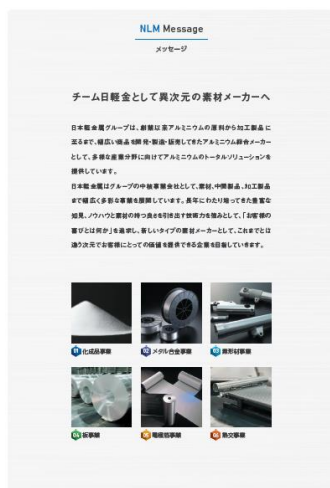 NLM Message
メッセージ
チーム日軽金として異次元の素材メーカーへ
日本軽金属グループは、創業以来アルミニウムの原料から加工製品に
至るまで、幅広い商品を開発・製造・販売してきたアルミニウム総合メーカー
として、多様な産業分野に向けてアルミニウムのトータルソリューションを
提供しています。
日本軽金属はグループの中核事業会社として、素材、中間製品、加工製品
まで幅広く多彩な事業を展開しています。長年にわたり培ってきた豊富な
知見、ノウハウと素材の持つ良さを引き出す技術力を強みとして、「お客様の
喜びとは何か」を追求し、新しいタイプの素材メーカーとして、これまでとは
違う次元でお客様にとっての価値を提供できる企業を目指していきます。
01 化成品事業
02 メタル合金事業
03 押形材事業
04 板事業
05 電極箔事業
06 熱交事業